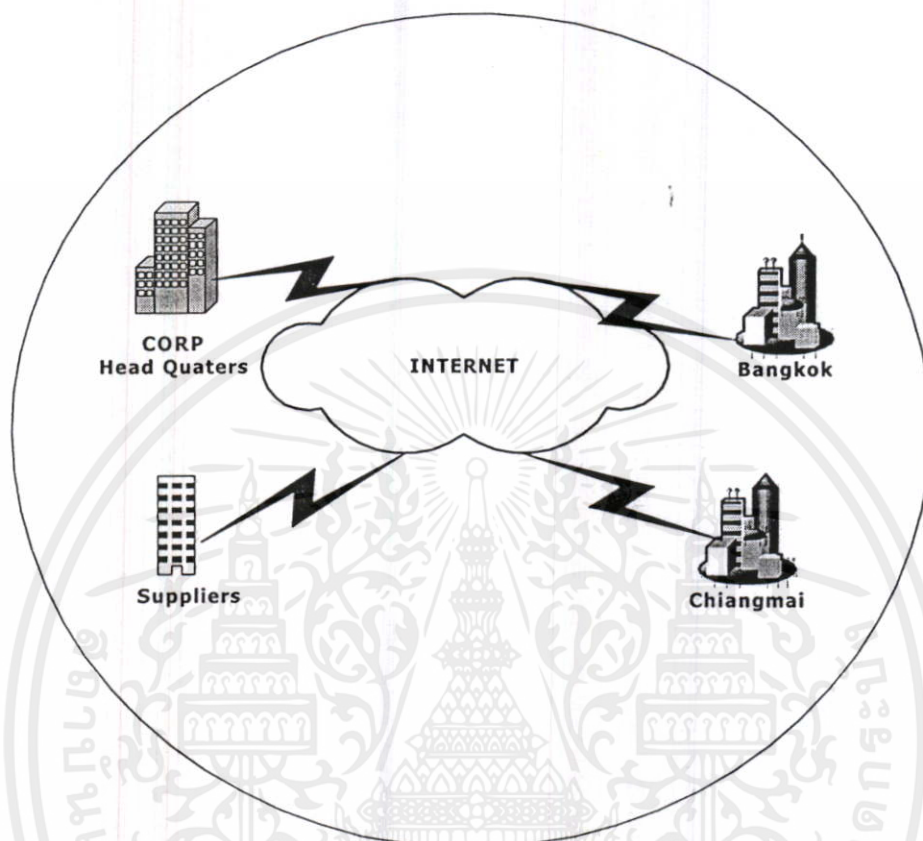 CORP
Head Quaters
INTERNET
Bangkok
Suppliers
Chiangmai